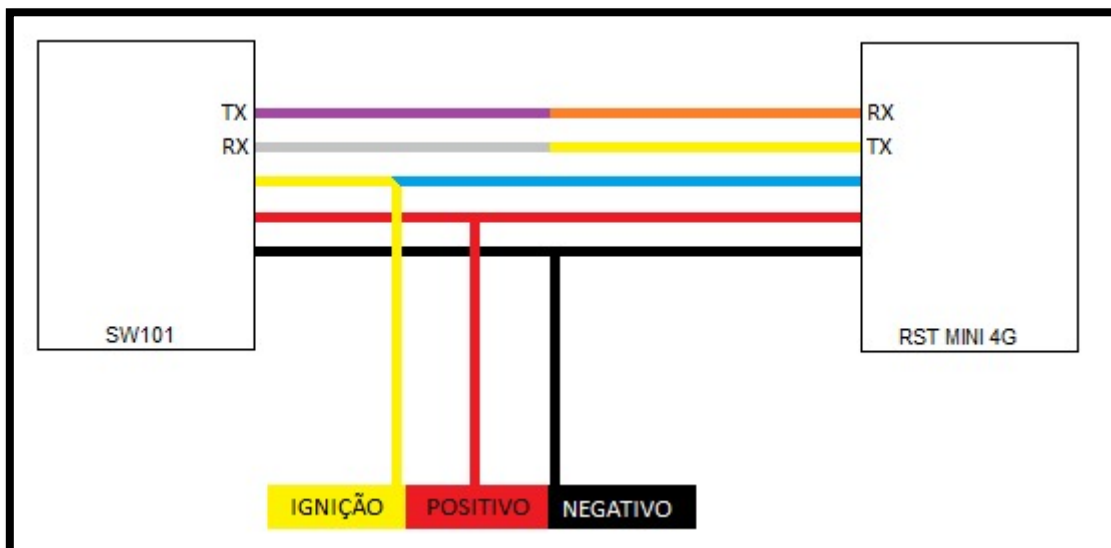 TX
RX
RX
TX
SW101
RST MINI 4G
IGNIÇÃO
POSITIVO
NEGATIVO